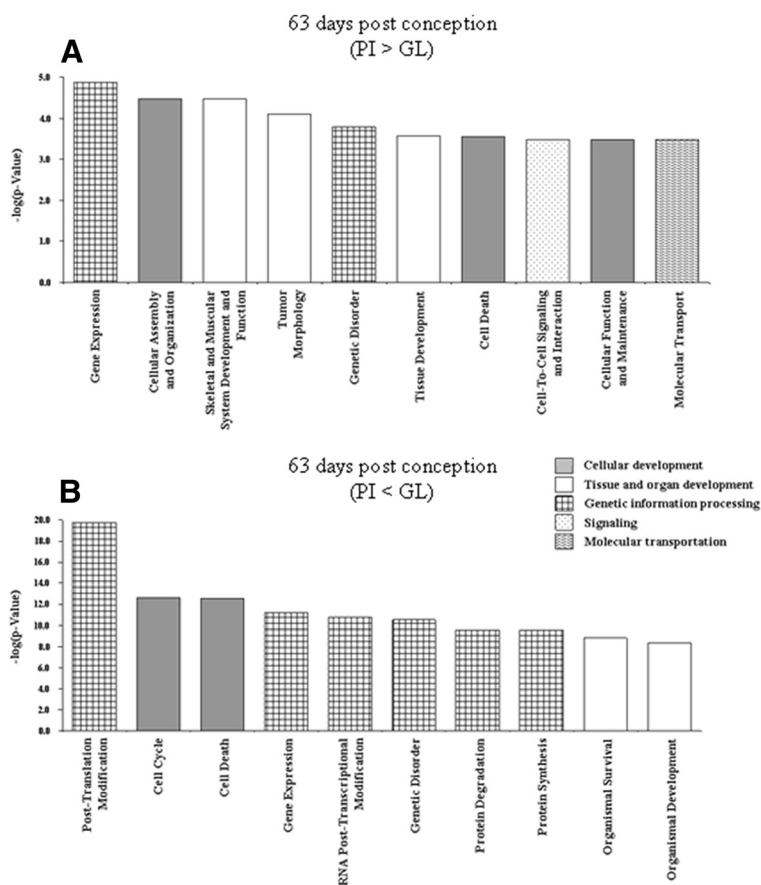 63 days post conception
(PI > GL)
A
5.0
4.0
3.0
2.0
1.0
0.0
-log(p-Value)
Gene Expression
Cellular Assembly
and Organization
Skeletal and Muscular
System Development and
Function
Tumor
Morphology
Genetic Disorder
Tissue Development
Cell Death
Cell-To-Cell Signaling
and Interaction
Cellular Function
and Maintenance
Molecular Transport
63 days post conception
(PI < GL)
B
Cellular development
Tissue and organ development
Genetic information processing
Signaling
Molecular transportation
20.0
18.0
16.0
14.0
12.0
10.0
8.0
6.0
4.0
2.0
0.0
-log(p-Value)
Post-Translation
Modification
Cell Cycle
Cell Death
Gene Expression
RNA Post-Transcriptional
Modification
Genetic Disorder
Protein Degradation
Protein Synthesis
Organismal Survival
Organismal Development